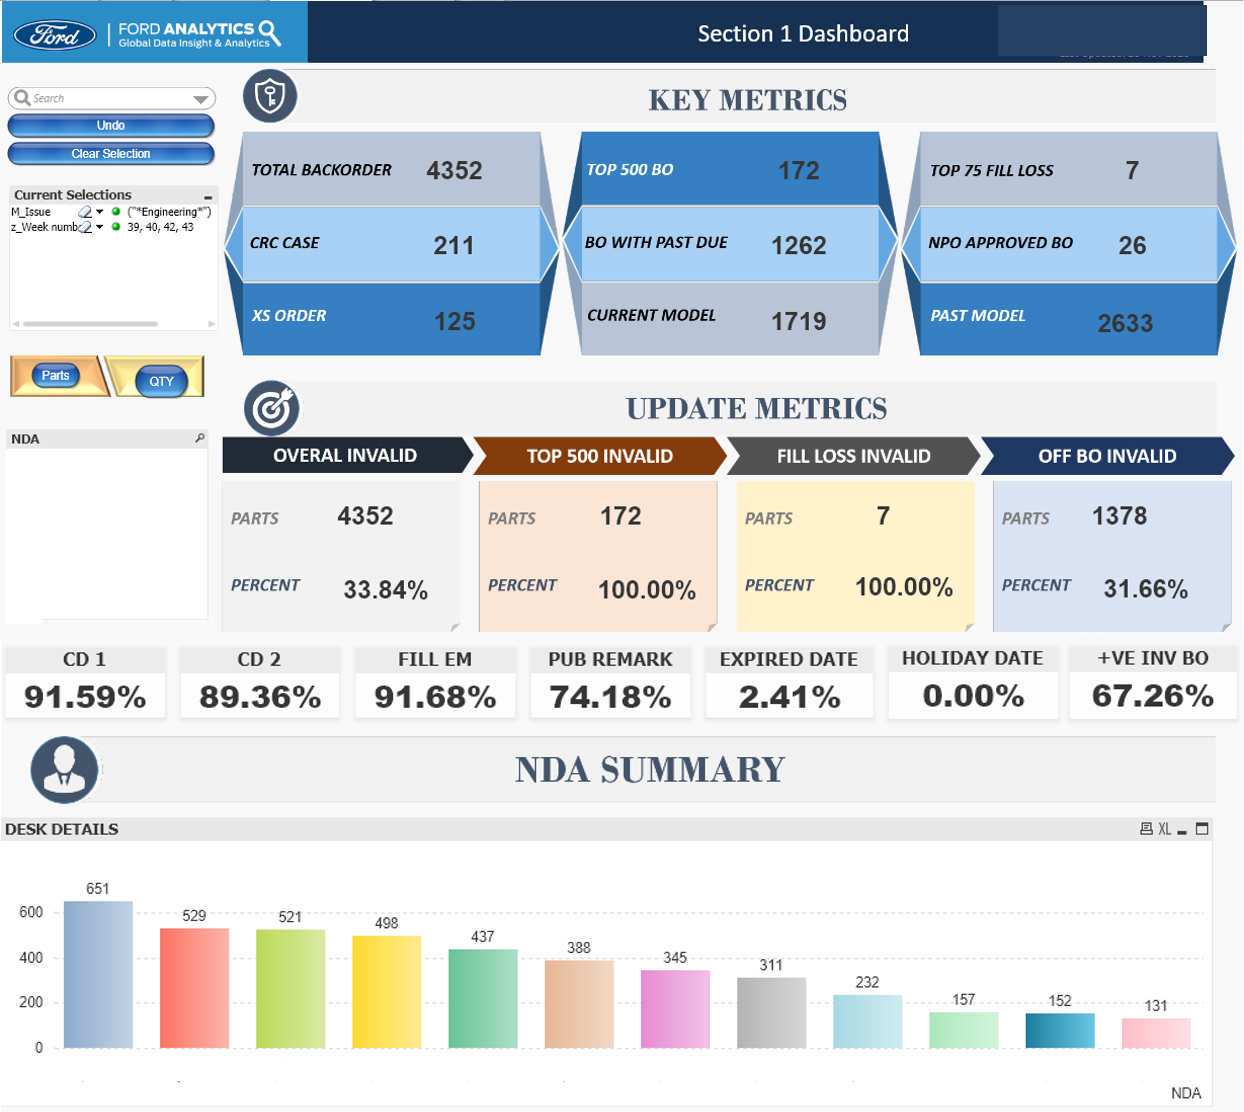 Ford
FORD ANALYTICS
Global Data Insight & Analytics
Section 1 Dashboard
Search
Undo
Clear Selection
Current Selections
M_Issue ("*Engineering*")
z_Week numb 39, 40, 42, 43
Parts
QTY
NDA
KEY METRICS
TOTAL BACKORDER 4352
TOP 500 BO 172
TOP 75 FILL LOSS 7
CRC CASE 211
BO WITH PAST DUE 1262
NPO APPROVED BO 26
XS ORDER 125
CURRENT MODEL 1719
PAST MODEL 2633
UPDATE METRICS
OVERAL INVALID
TOP 500 INVALID
FILL LOSS INVALID
OFF BO INVALID
PARTS 4352
PARTS 172
PARTS 7
PARTS 1378
PERCENT 33.84%
PERCENT 100.00%
PERCENT 100.00%
PERCENT 31.66%
CD 1
CD 2
FILL EM
PUB REMARK
EXPIRED DATE
HOLIDAY DATE
+VE INV BO
91.59%
89.36%
91.68%
74.18%
2.41%
0.00%
67.26%
NDA SUMMARY
DESK DETAILS
XL
651
529
521
498
437
388
345
311
232
157
152
131
600
400
200
0
NDA